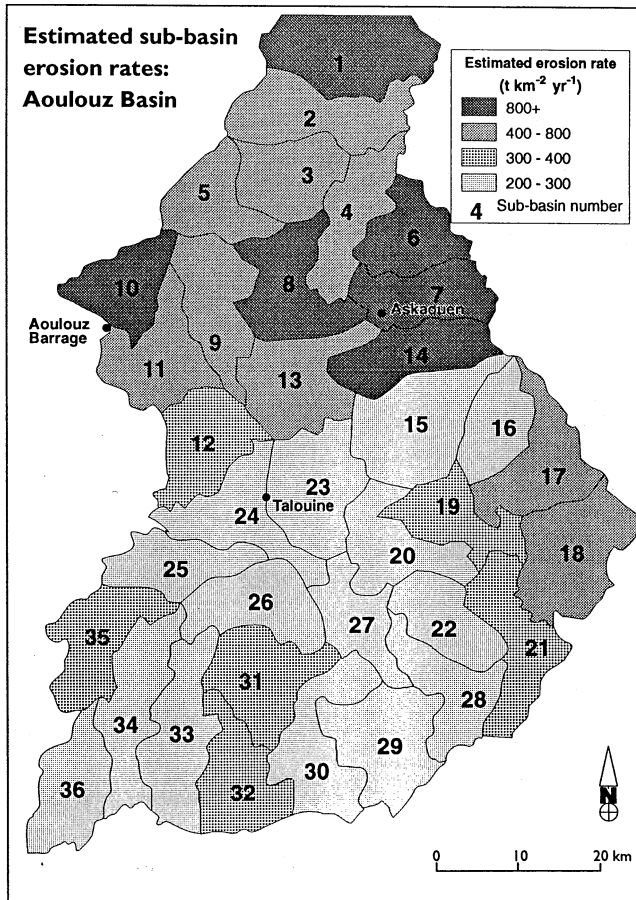 Estimated sub-basin
erosion rates:
Aoulouz Basin
Estimated erosion rate
(t km⁻² yr⁻¹)
800+
400 - 800
300 - 400
200 - 300
4 Sub-basin number
1
2
3
5
4
6
10
8
7
Askaouen
Aoulouz
Barrage
9
14
11
13
12
15
16
17
23
19
Talouine
24
20
18
25
26
27
22
35
21
31
28
34
33
29
30
36
32
N
0 10 20 km